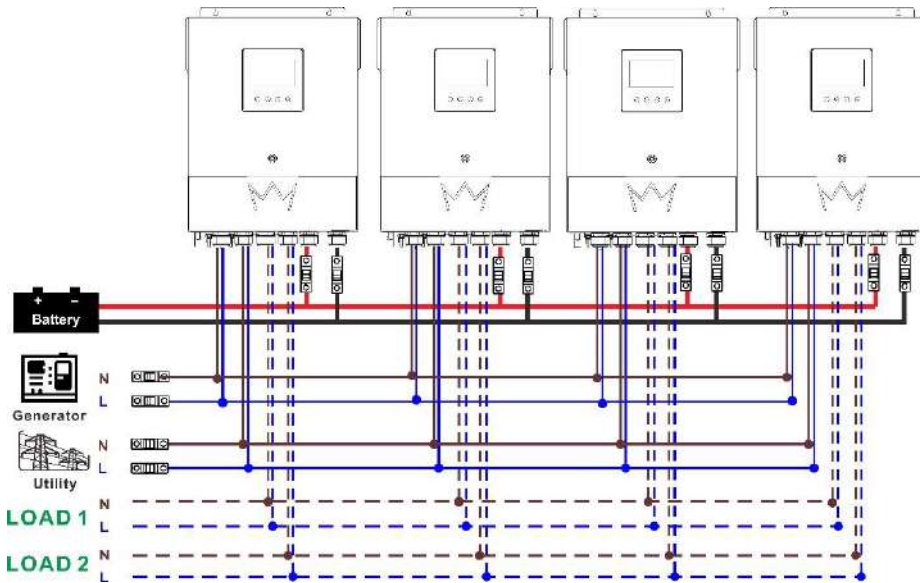 + −
Battery
N
L
Generator
N
L
Utility
LOAD 1 N
L
LOAD 2 N
L